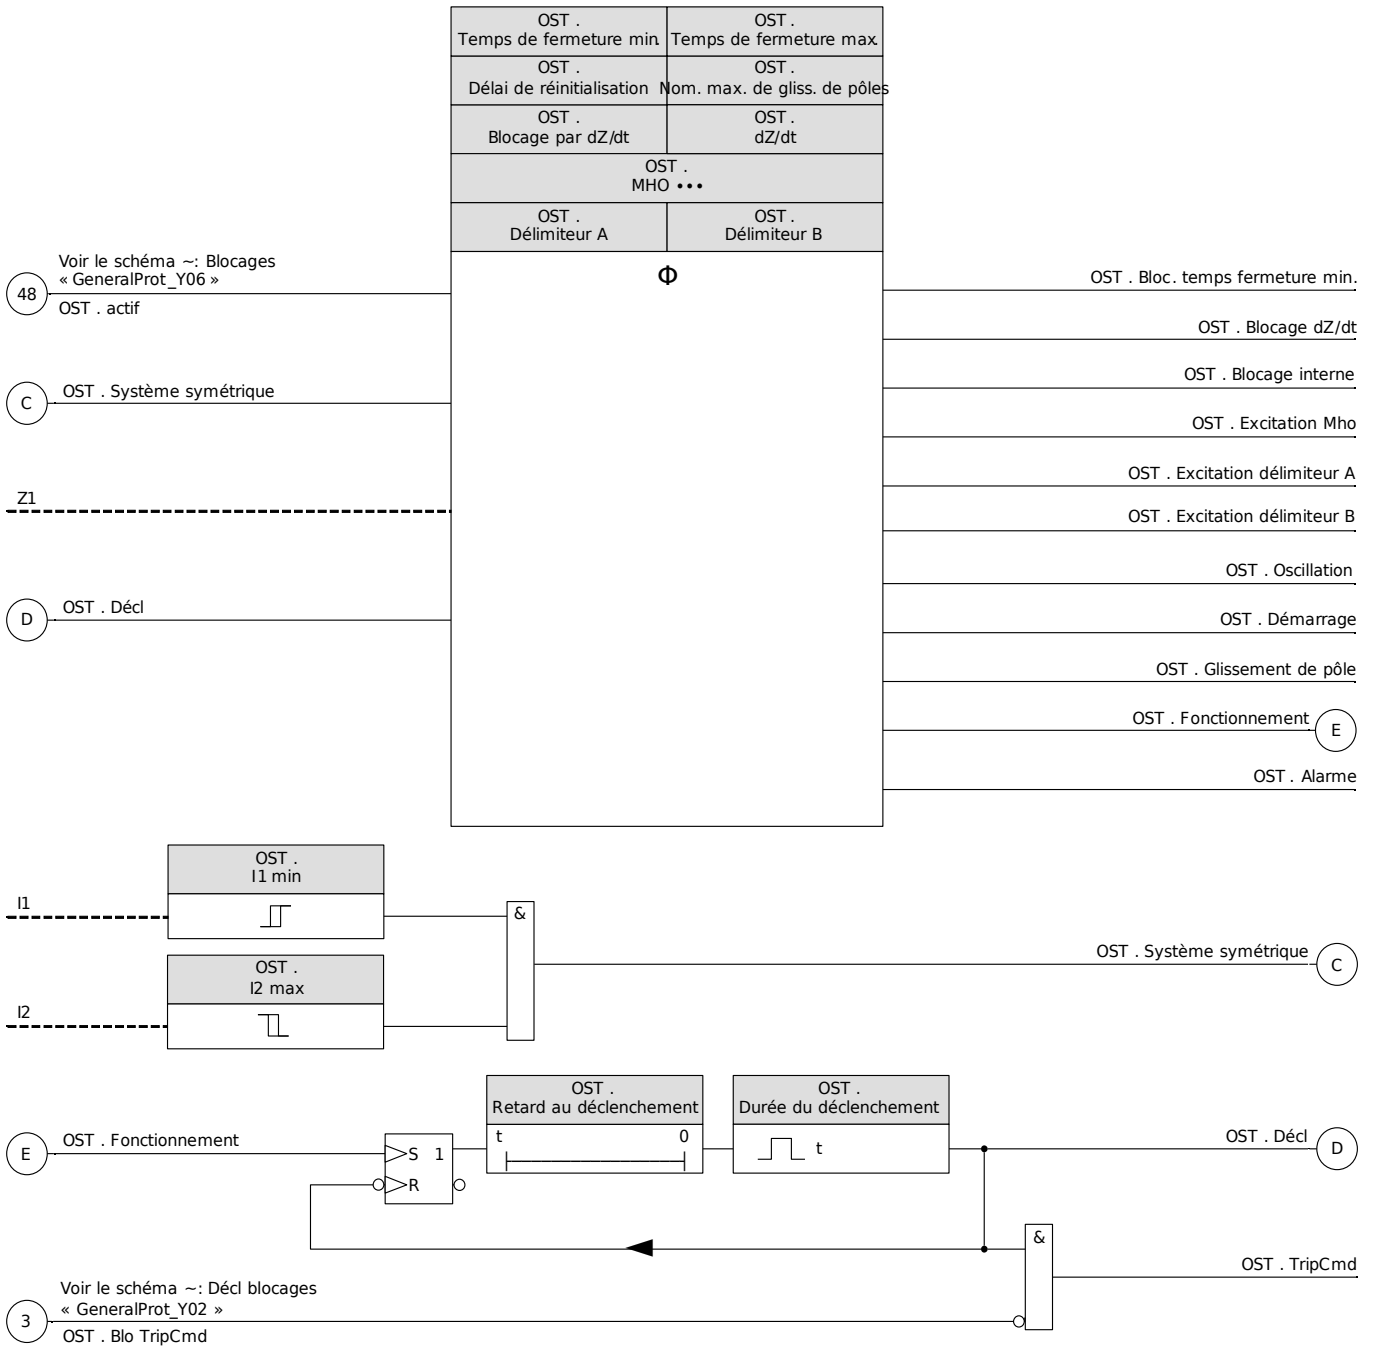 OST .
Temps de fermeture min.
OST .
Temps de fermeture max.
OST .
Délai de réinitialisation
OST .
Nom. max. de gliss. de pôles
OST .
Blocage par dZ/dt
OST .
dZ/dt
OST .
MHO •••
OST .
Délimiteur A
OST .
Délimiteur B
Φ
Voir le schéma ~: Blocages
« GeneralProt_Y06 »
48
OST . actif
C
OST . Système symétrique
Z1
D
OST . Décl
OST . Bloc. temps fermeture min.
OST . Blocage dZ/dt
OST . Blocage interne
OST . Excitation Mho
OST . Excitation délimiteur A
OST . Excitation délimiteur B
OST . Oscillation
OST . Démarrage
OST . Glissement de pôle
OST . Fonctionnement
E
OST . Alarme
OST .
I1 min
I1
OST .
I2 max
I2
&
OST . Système symétrique
C
E
OST . Fonctionnement
S 1
R
OST .
Retard au déclenchement
t 0
OST .
Durée du déclenchement
t
OST . Décl
D
&
OST . TripCmd
Voir le schéma ~: Décl blocages
« GeneralProt_Y02 »
3
OST . Blo TripCmd